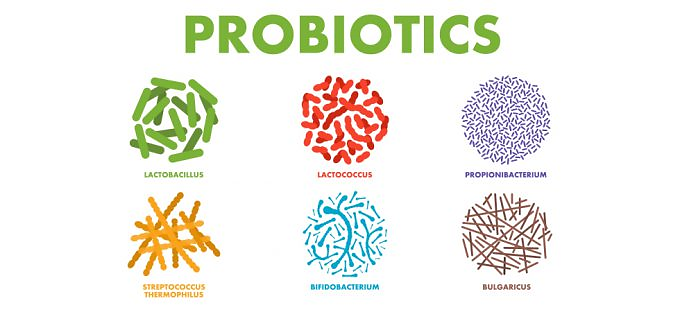 PROBIOTICS
LACTOBACILLUS
LACTOCOCCUS
PROPIONIBACTERIUM
STREPTOCOCCUS
THERMOPHILUS
BIFIDOBACTERIUM
BULGARICUS